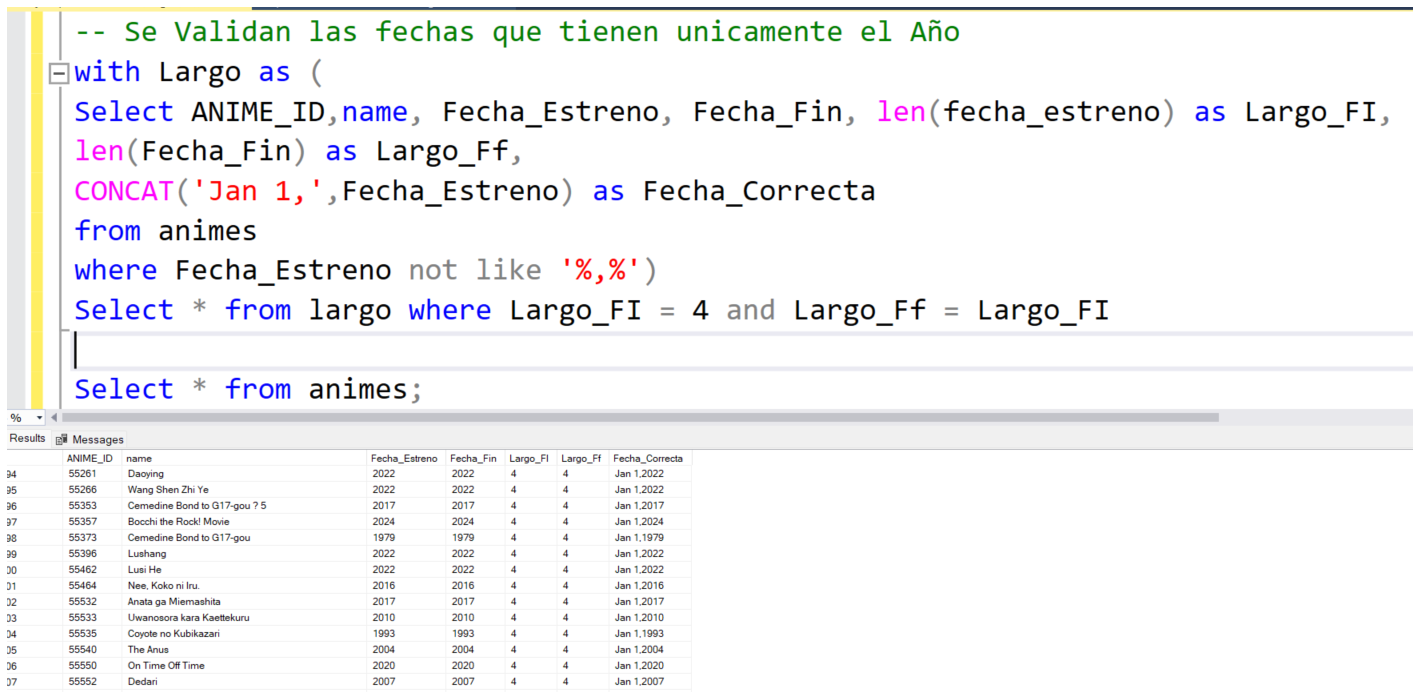 -- Se Validan las fechas que tienen unicamente el Año
with Largo as (
Select ANIME_ID,name, Fecha_Estreno, Fecha_Fin, len(fecha_estreno) as Largo_FI,
len(Fecha_Fin) as Largo_Ff,
CONCAT('Jan 1,',Fecha_Estreno) as Fecha_Correcta
from animes
where Fecha_Estreno not like '%,%')
Select * from largo where Largo_FI = 4 and Largo_Ff = Largo_FI
Select * from animes;
%
Results Messages
ANIME_ID name Fecha_Estreno Fecha_Fin Largo_FI Largo_Ff Fecha_Correcta
94 55261 Daoying 2022 2022 4 4 Jan 1,2022
95 55266 Wang Shen Zhi Ye 2022 2022 4 4 Jan 1,2022
96 55353 Cemedine Bond to G17-gou ? 5 2017 2017 4 4 Jan 1,2017
97 55357 Bocchi the Rock! Movie 2024 2024 4 4 Jan 1,2024
98 55373 Cemedine Bond to G17-gou 1979 1979 4 4 Jan 1,1979
99 55396 Lushang 2022 2022 4 4 Jan 1,2022
00 55462 Lusi He 2022 2022 4 4 Jan 1,2022
01 55464 Nee, Koko ni Iru. 2016 2016 4 4 Jan 1,2016
02 55532 Anata ga Miemashita 2017 2017 4 4 Jan 1,2017
03 55533 Uwanosora kara Kaettekuru 2010 2010 4 4 Jan 1,2010
04 55535 Coyote no Kubikazari 1993 1993 4 4 Jan 1,1993
05 55540 The Anus 2004 2004 4 4 Jan 1,2004
06 55550 On Time Off Time 2020 2020 4 4 Jan 1,2020
07 55552 Dedari 2007 2007 4 4 Jan 1,2007